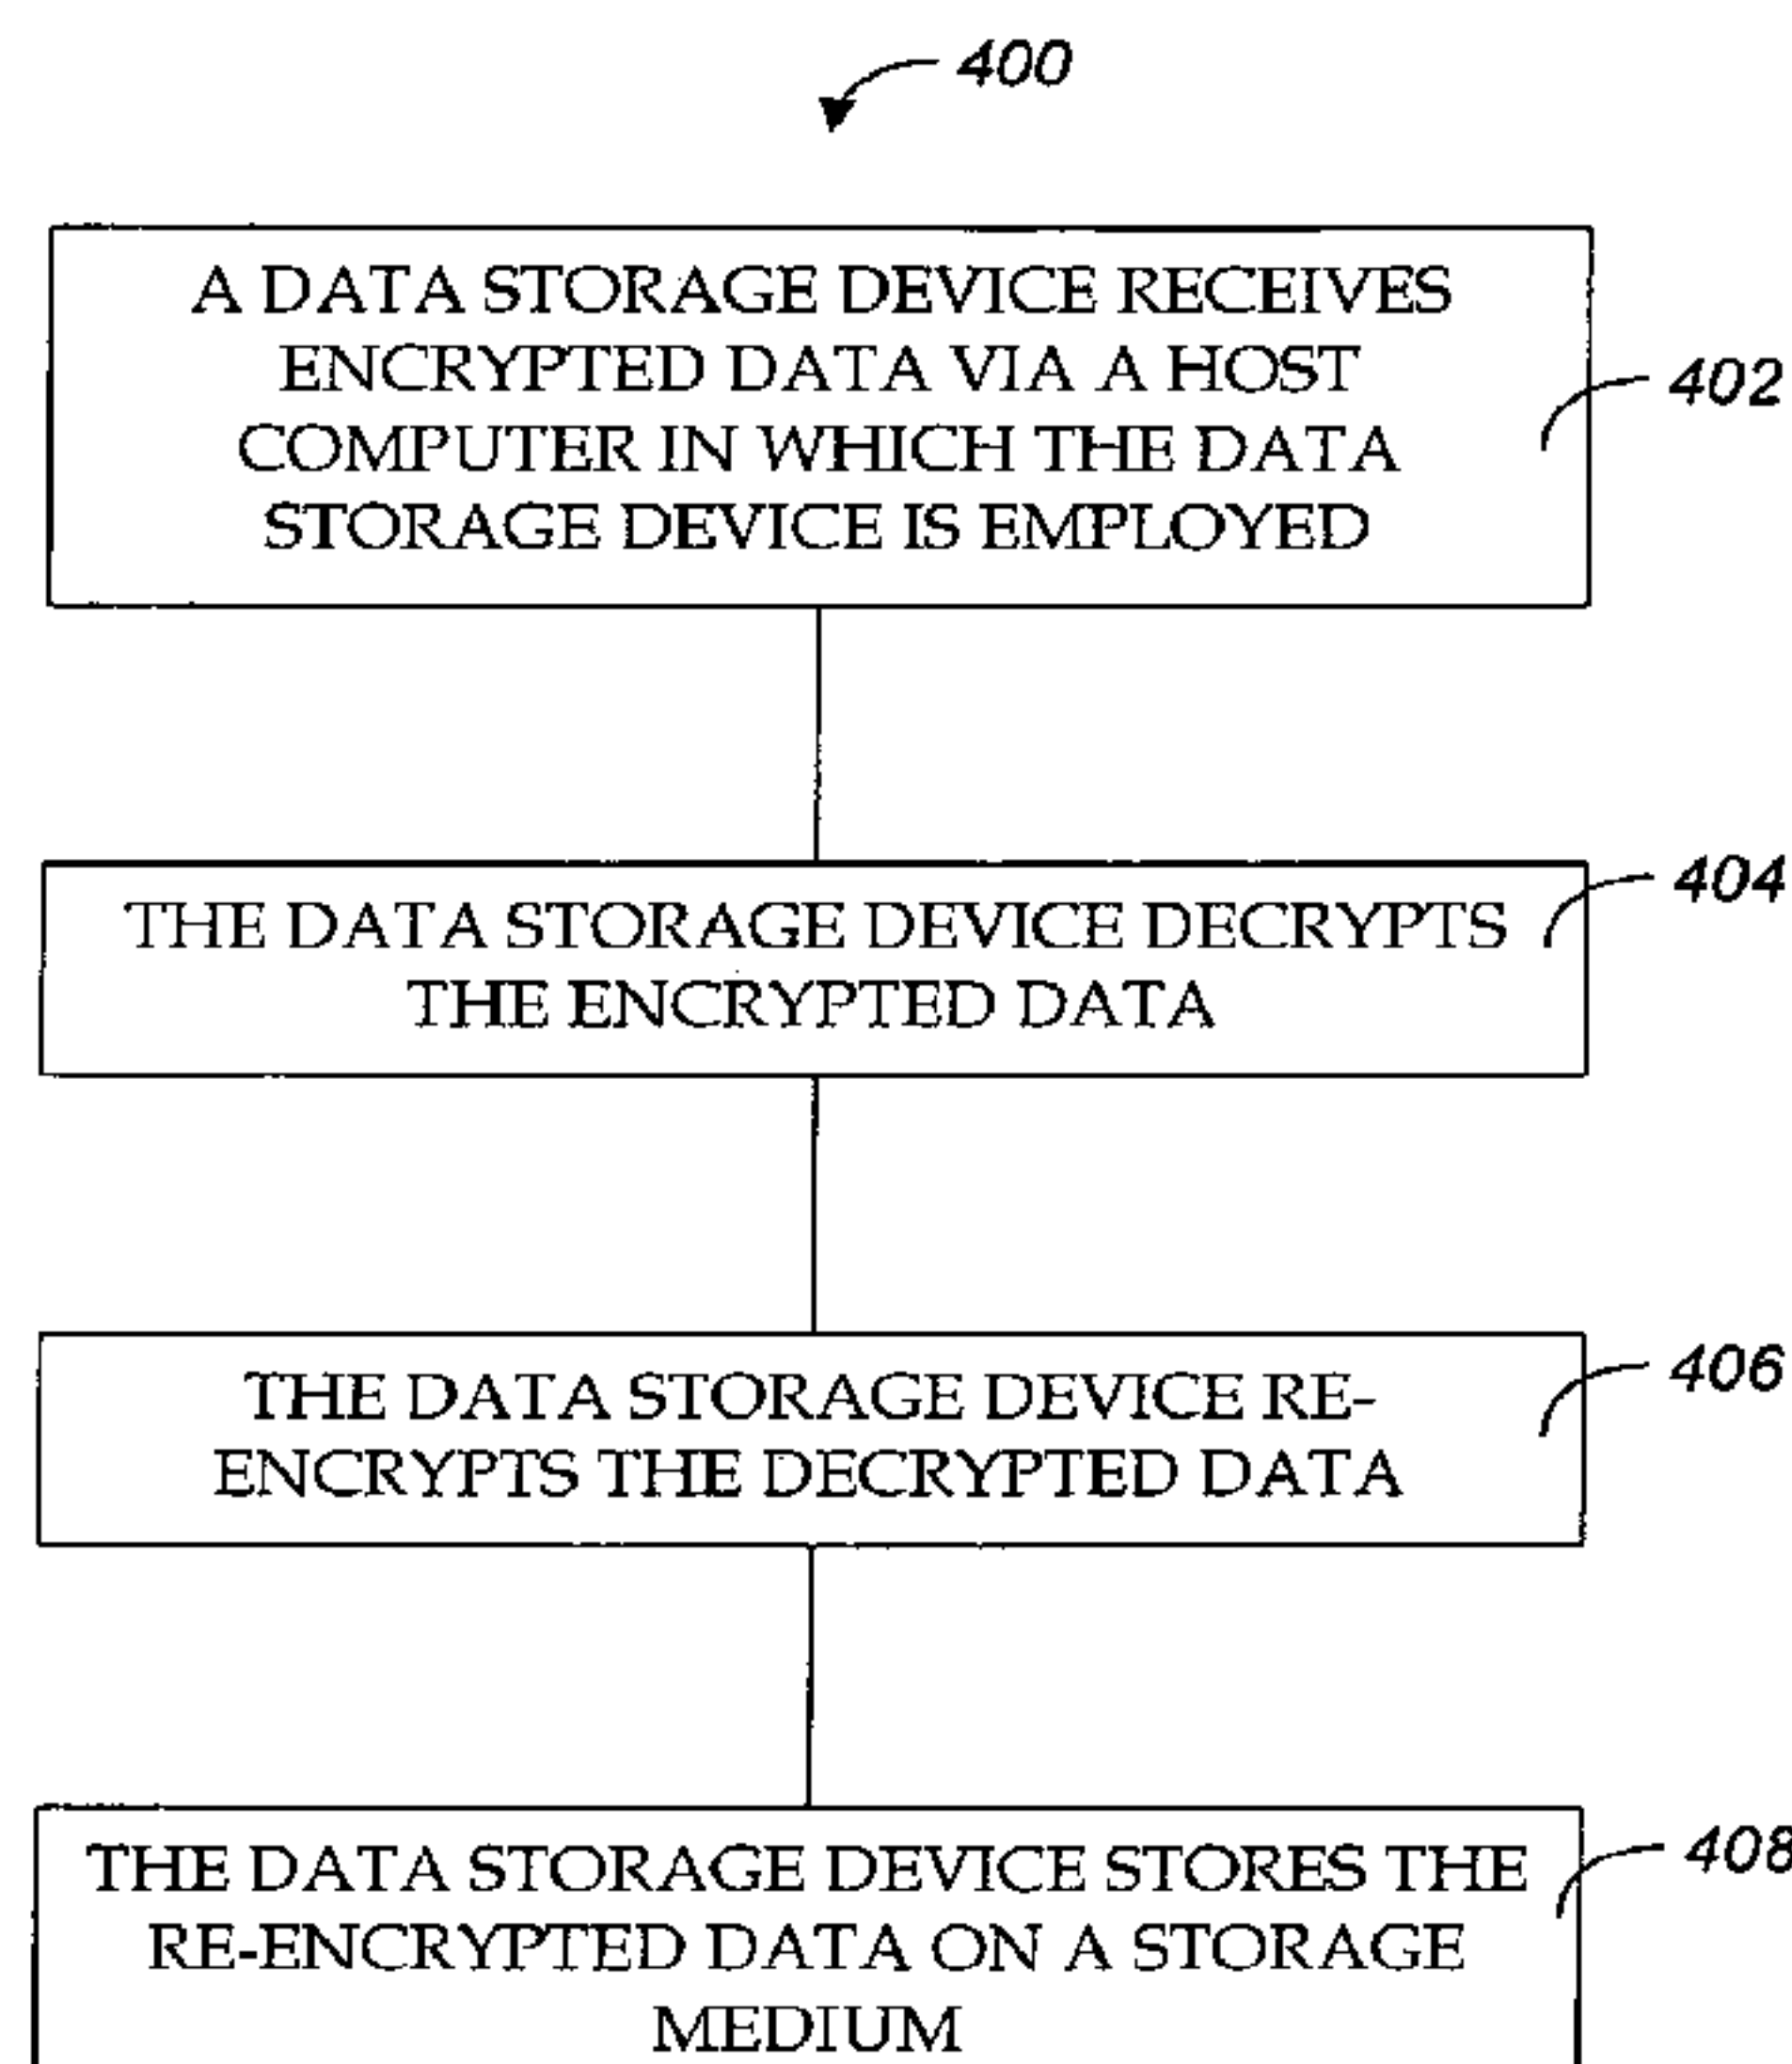 400
A DATA STORAGE DEVICE RECEIVES
ENCRYPTED DATA VIA A HOST
COMPUTER IN WHICH THE DATA
STORAGE DEVICE IS EMPLOYED
402
THE DATA STORAGE DEVICE DECRYPTS
THE ENCRYPTED DATA
404
THE DATA STORAGE DEVICE RE-
ENCRYPTS THE DECRYPTED DATA
406
THE DATA STORAGE DEVICE STORES THE
RE-ENCRYPTED DATA ON A STORAGE
MEDIUM
408